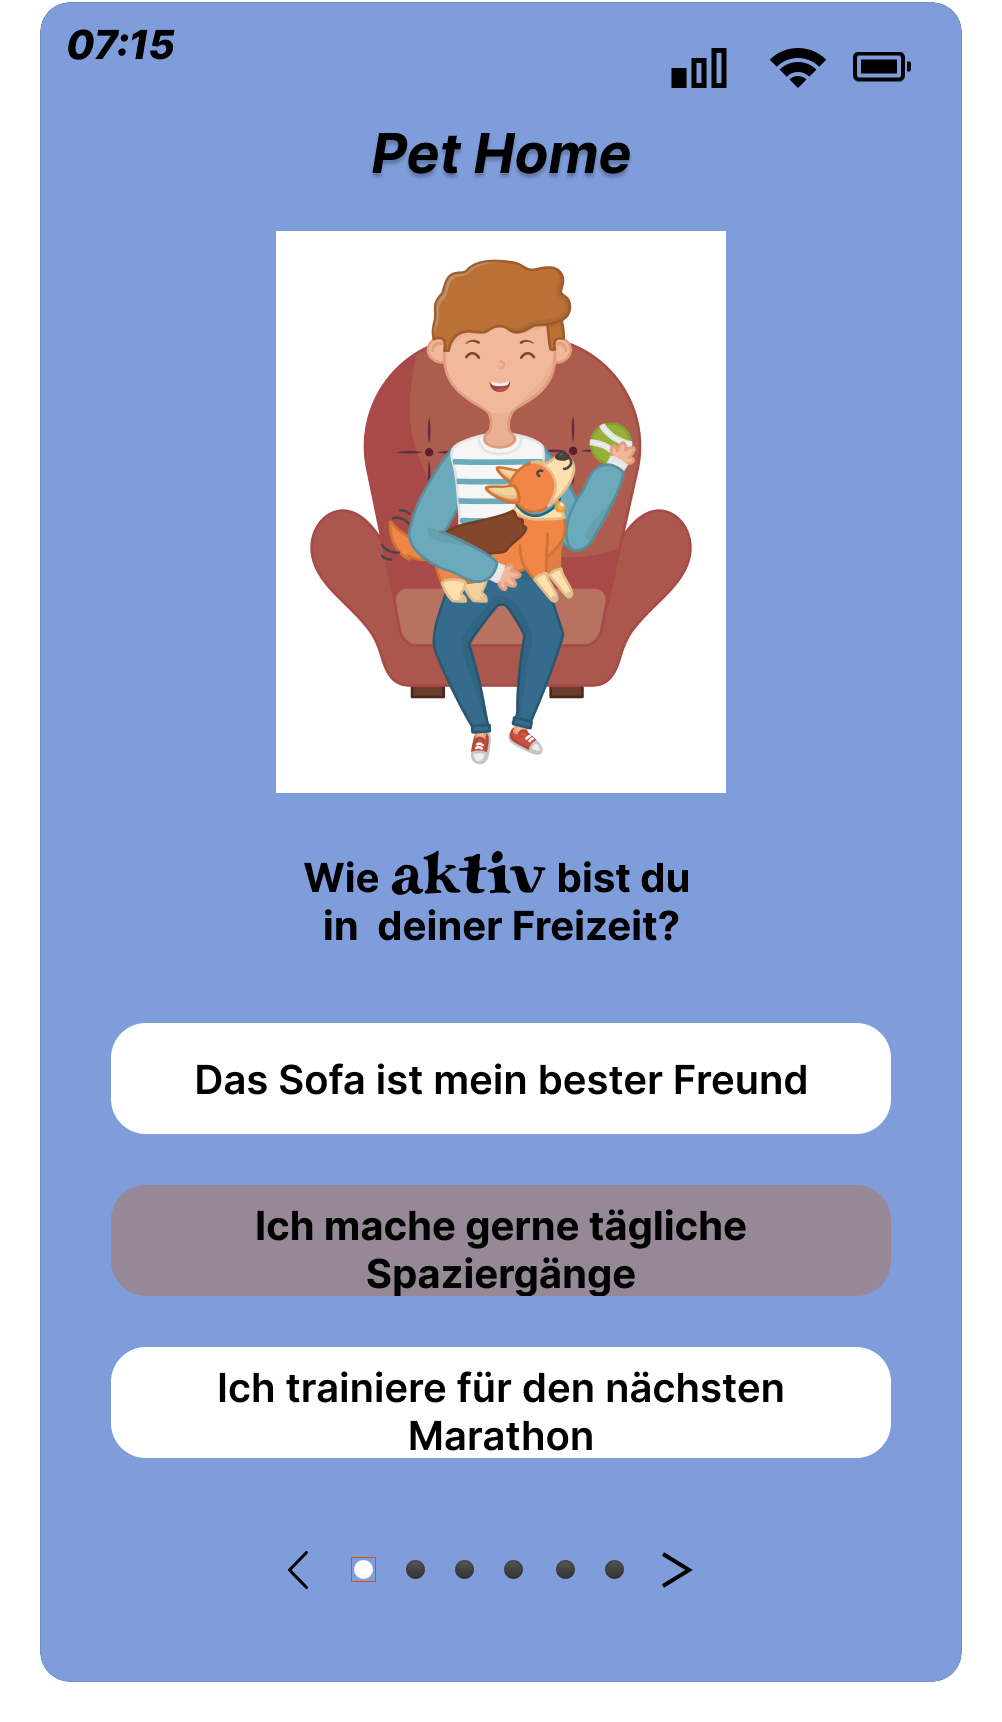 07:15
Pet Home
Wie aktiv bist du
in  deiner Freizeit?
Das Sofa ist mein bester Freund
Ich mache gerne tägliche
Spaziergänge
Ich trainiere für den nächsten
Marathon